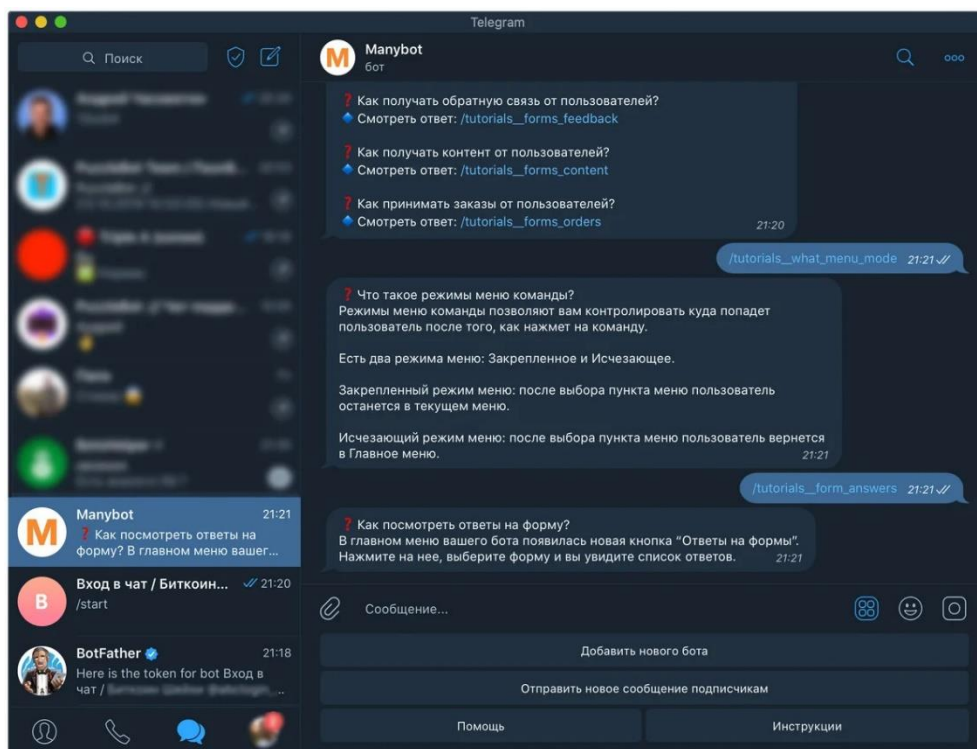 Telegram
Поиск
Manybot
21:21
❓ Как посмотреть ответы на
форму? В главном меню вашег...
Вход в чат / Биткоин...
21:20
/start
BotFather
21:18
Here is the token for bot Вход в
чат /
Manybot
бот
❓ Как получать обратную связь от пользователей?
🔹 Смотреть ответ: /tutorials__forms_feedback
❓ Как получать контент от пользователей?
🔹 Смотреть ответ: /tutorials__forms_content
❓ Как принимать заказы от пользователей?
🔹 Смотреть ответ: /tutorials__forms_orders
21:20
/tutorials__what_menu_mode 21:21
❓ Что такое режимы меню команды?
Режимы меню команды позволяют вам контролировать куда попадет
пользователь после того, как нажмет на команду.
Есть два режима меню: Закрепленное и Исчезающее.
Закрепленный режим меню: после выбора пункта меню пользователь
останется в текущем меню.
Исчезающий режим меню: после выбора пункта меню пользователь вернется
в Главное меню.
21:21
/tutorials__form_answers 21:21
❓ Как посмотреть ответы на форму?
В главном меню вашего бота появилась новая кнопка “Ответы на формы”.
Нажмите на нее, выберите форму и вы увидите список ответов.
21:21
Сообщение...
Добавить нового бота
Отправить новое сообщение подписчикам
Помощь
Инструкции